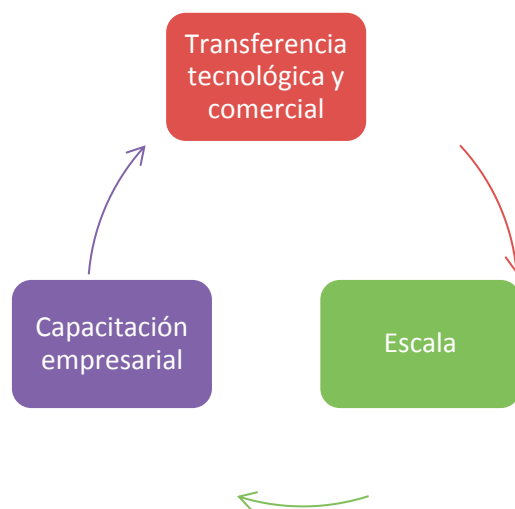 Transferencia
tecnológica y
comercial
Capacitación
empresarial
Escala